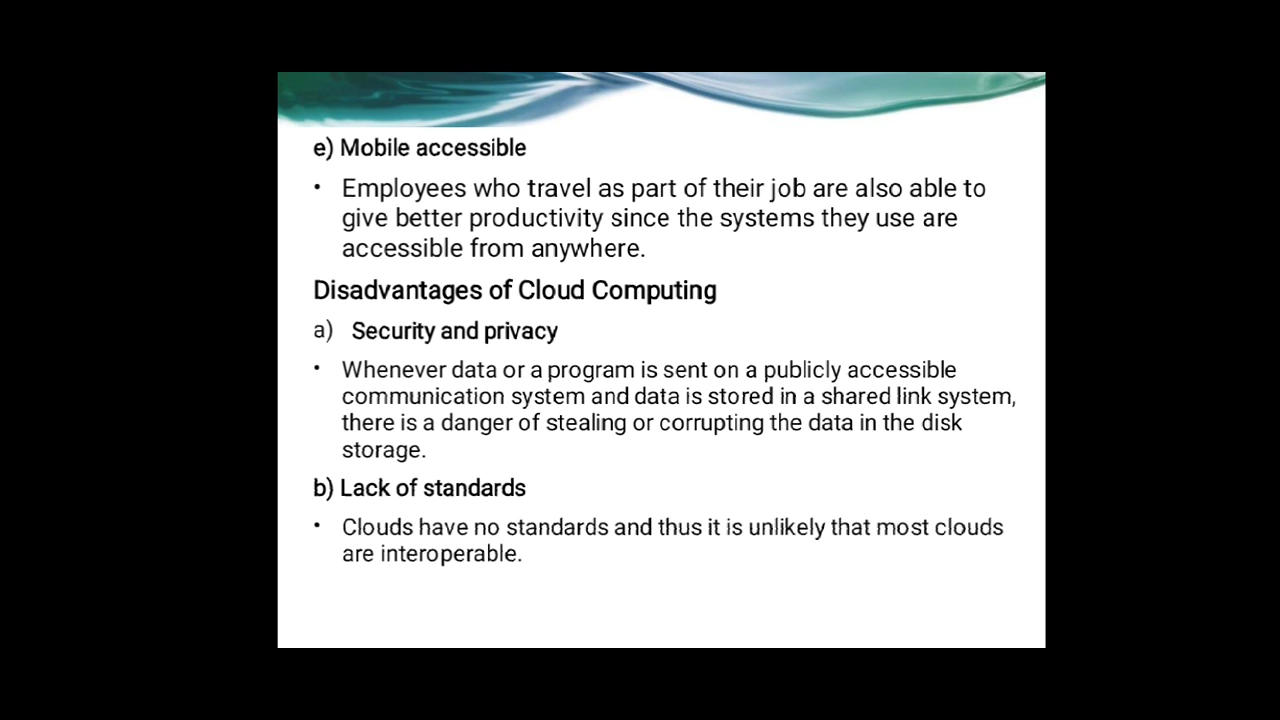 e) Mobile accessible
• Employees who travel as part of their job are also able to
give better productivity since the systems they use are
accessible from anywhere.
Disadvantages of Cloud Computing
a) Security and privacy
• Whenever data or a program is sent on a publicly accessible
communication system and data is stored in a shared link system,
there is a danger of stealing or corrupting the data in the disk
storage.
b) Lack of standards
• Clouds have no standards and thus it is unlikely that most clouds
are interoperable.